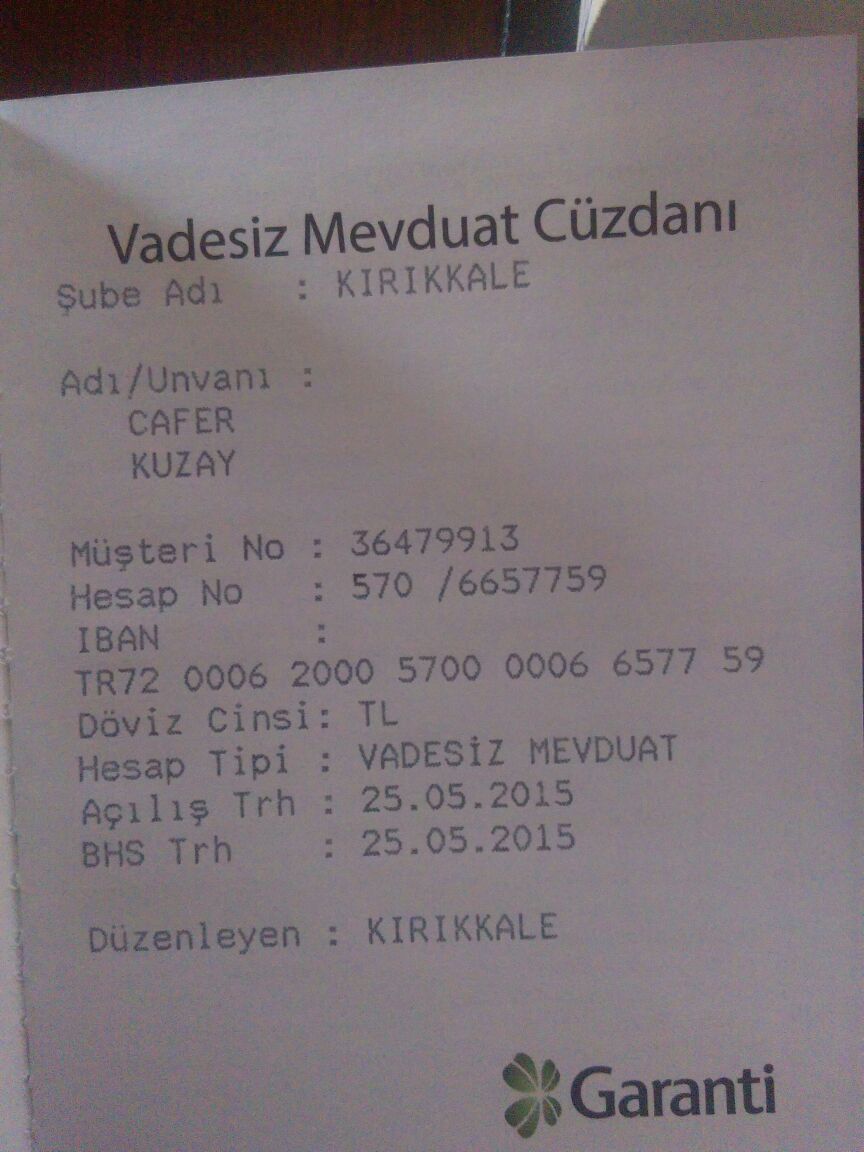 Vadesiz Mevduat Cüzdanı
Şube Adı : KIRIKKALE
Adı/Unvanı :
CAFER
KUZAY
Müşteri No : 36479913
Hesap No : 570 /6657759
IBAN :
TR72 0006 2000 5700 0006 6577 59
Döviz Cinsi: TL
Hesap Tipi : VADESİZ MEVDUAT
Açılış Trh : 25.05.2015
BHS Trh : 25.05.2015
Düzenleyen : KIRIKKALE
Garanti